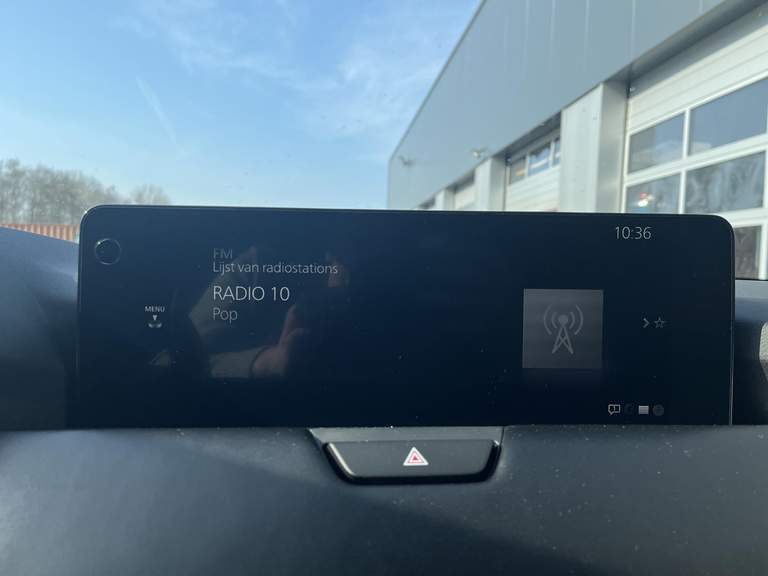 10:36
FM
Lijst van radiostations
RADIO 10
Pop
MENU